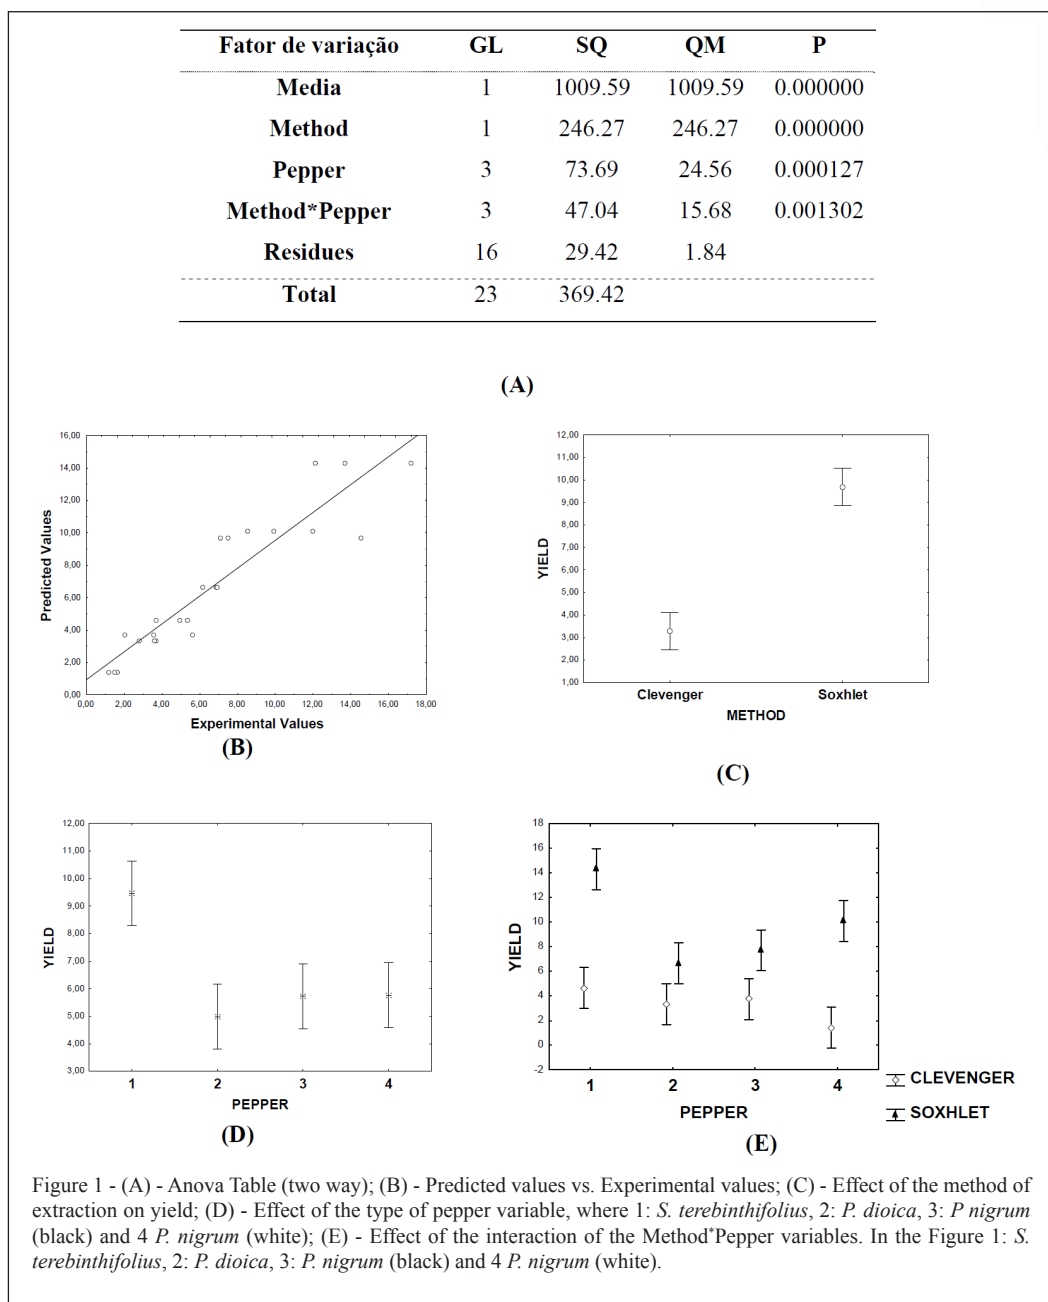 Fator de variação GL SQ QM P
Media 1 1009.59 1009.59 0.000000
Method 1 246.27 246.27 0.000000
Pepper 3 73.69 24.56 0.000127
Method*Pepper 3 47.04 15.68 0.001302
Residues 16 29.42 1.84
Total 23 369.42
(A)
16,00
14,00
12,00
10,00
8,00
6,00
4,00
2,00
0,00
Predicted Values
0,00 2,00 4,00 6,00 8,00 10,00 12,00 14,00 16,00 18,00
Experimental Values
(B)
12,00
11,00
10,00
9,00
8,00
7,00
6,00
5,00
4,00
3,00
2,00
1,00
YIELD
Clevenger Soxhlet
METHOD
(C)
12,00
11,00
10,00
9,00
8,00
7,00
6,00
5,00
4,00
3,00
YIELD
1 2 3 4
PEPPER
(D)
18
16
14
12
10
8
6
4
2
0
-2
YIELD
1 2 3 4
PEPPER
CLEVENGER
SOXHLET
(E)
Figure 1 - (A) - Anova Table (two way); (B) - Predicted values vs. Experimental values; (C) - Effect of the method of
extraction on yield; (D) - Effect of the type of pepper variable, where 1: S. terebinthifolius, 2: P. dioica, 3: P nigrum
(black) and 4 P. nigrum (white); (E) - Effect of the interaction of the Method*Pepper variables. In the Figure 1: S.
terebinthifolius, 2: P. dioica, 3: P. nigrum (black) and 4 P. nigrum (white).